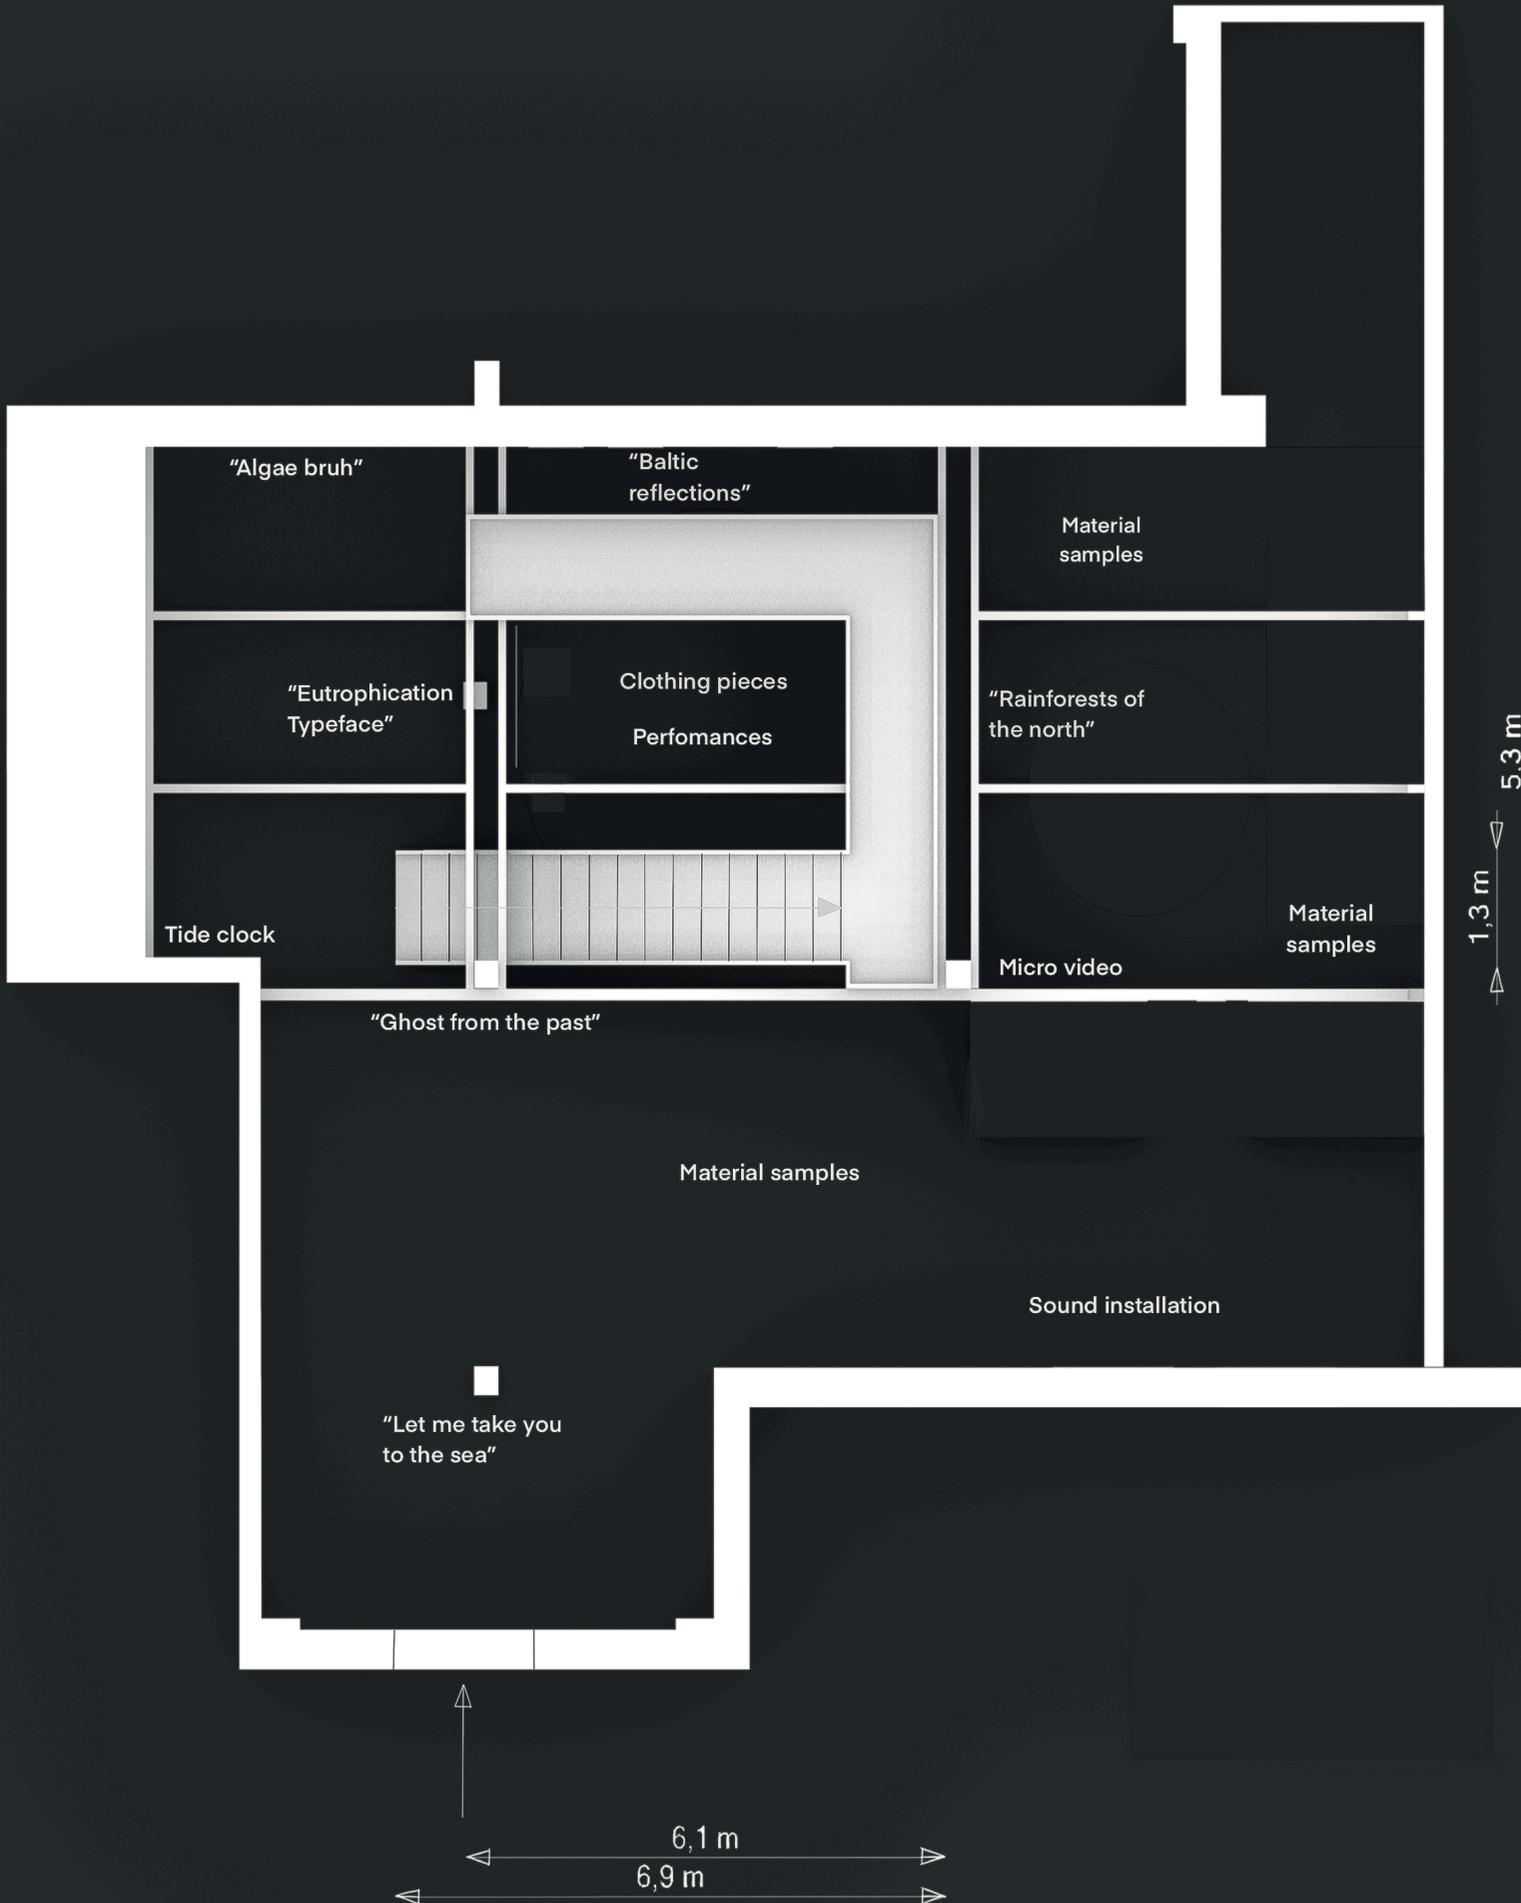 “Algae bruh”
“Baltic
reflections”
Material
samples
“Eutrophication
Typeface”
Clothing pieces
Perfomances
“Rainforests of
the north”
5,3 m
1,3 m
Tide clock
Micro video
Material
samples
“Ghost from the past”
Material samples
Sound installation
“Let me take you
to the sea”
6,1 m
6,9 m